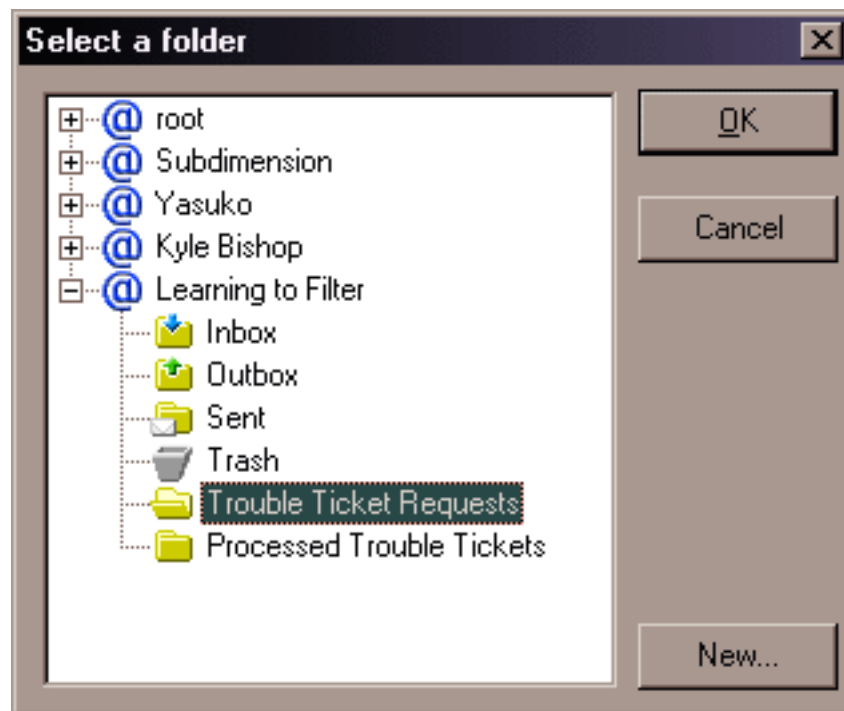 Select a folder
root
Subdimension
Yasuko
Kyle Bishop
Learning to Filter
Inbox
Outbox
Sent
Trash
Trouble Ticket Requests
Processed Trouble Tickets
OK
Cancel
New...